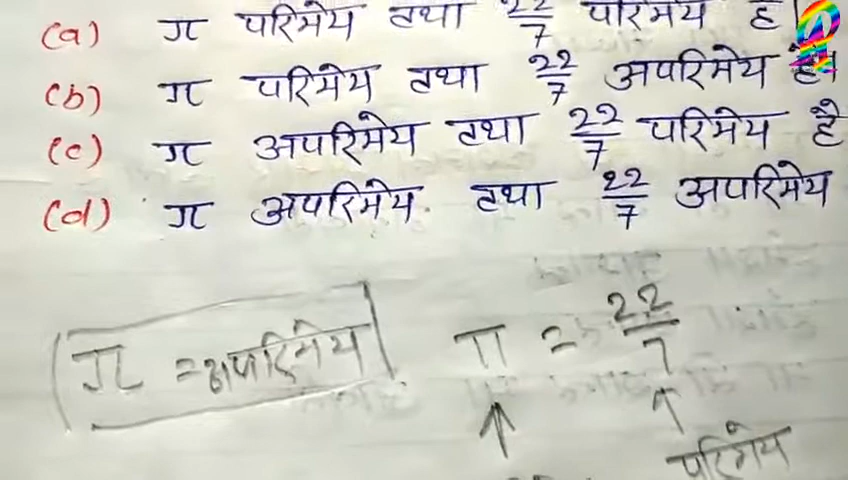 (a) π परिमेय तथा 22/7 परिमेय है।
(b) π परिमेय तथा 22/7 अपरिमेय है।
(c) π अपरिमेय तथा 22/7 परिमेय है
(d) π अपरिमेय तथा 22/7 अपरिमेय
π = अपरिमेय π = 22/7
परिमेय